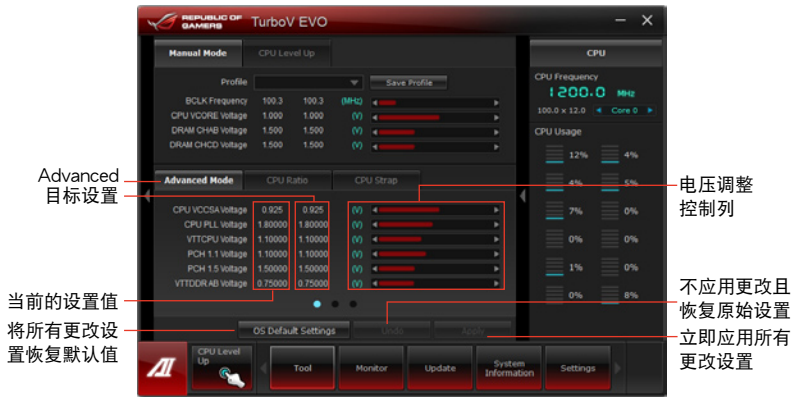 REPUBLIC OF GAMERS TurboV EVO
Manual Mode CPU Level Up
Profile Save Profile
BCLK Frequency 100.3 100.3 (MHz)
CPU VCORE Voltage 1.000 1.000 (V)
DRAM CHAB Voltage 1.500 1.500 (V)
DRAM CHCD Voltage 1.500 1.500 (V)
Advanced Mode CPU Ratio CPU Strap
CPU VCCSA Voltage 0.925 0.925 (V)
CPU PLL Voltage 1.80000 1.80000 (V)
VTTCPU Voltage 1.10000 1.10000 (V)
PCH 1.1 Voltage 1.10000 1.10000 (V)
PCH 1.5 Voltage 1.50000 1.50000 (V)
VTTDDR AB Voltage 0.75000 0.75000 (V)
OS Default Settings Undo Apply
CPU
CPU Frequency
1200.0 MHz
100.0 x 12.0 Core 0
CPU Usage
12% 4%
4% 5%
7% 0%
0% 0%
1% 0%
0% 8%
CPU Level Up
Tool Monitor Update System Information Settings
Advanced
目标设置
当前的设置值
将所有更改设
置恢复默认值
电压调整
控制列
不应用更改且
恢复原始设置
立即应用所有
更改设置